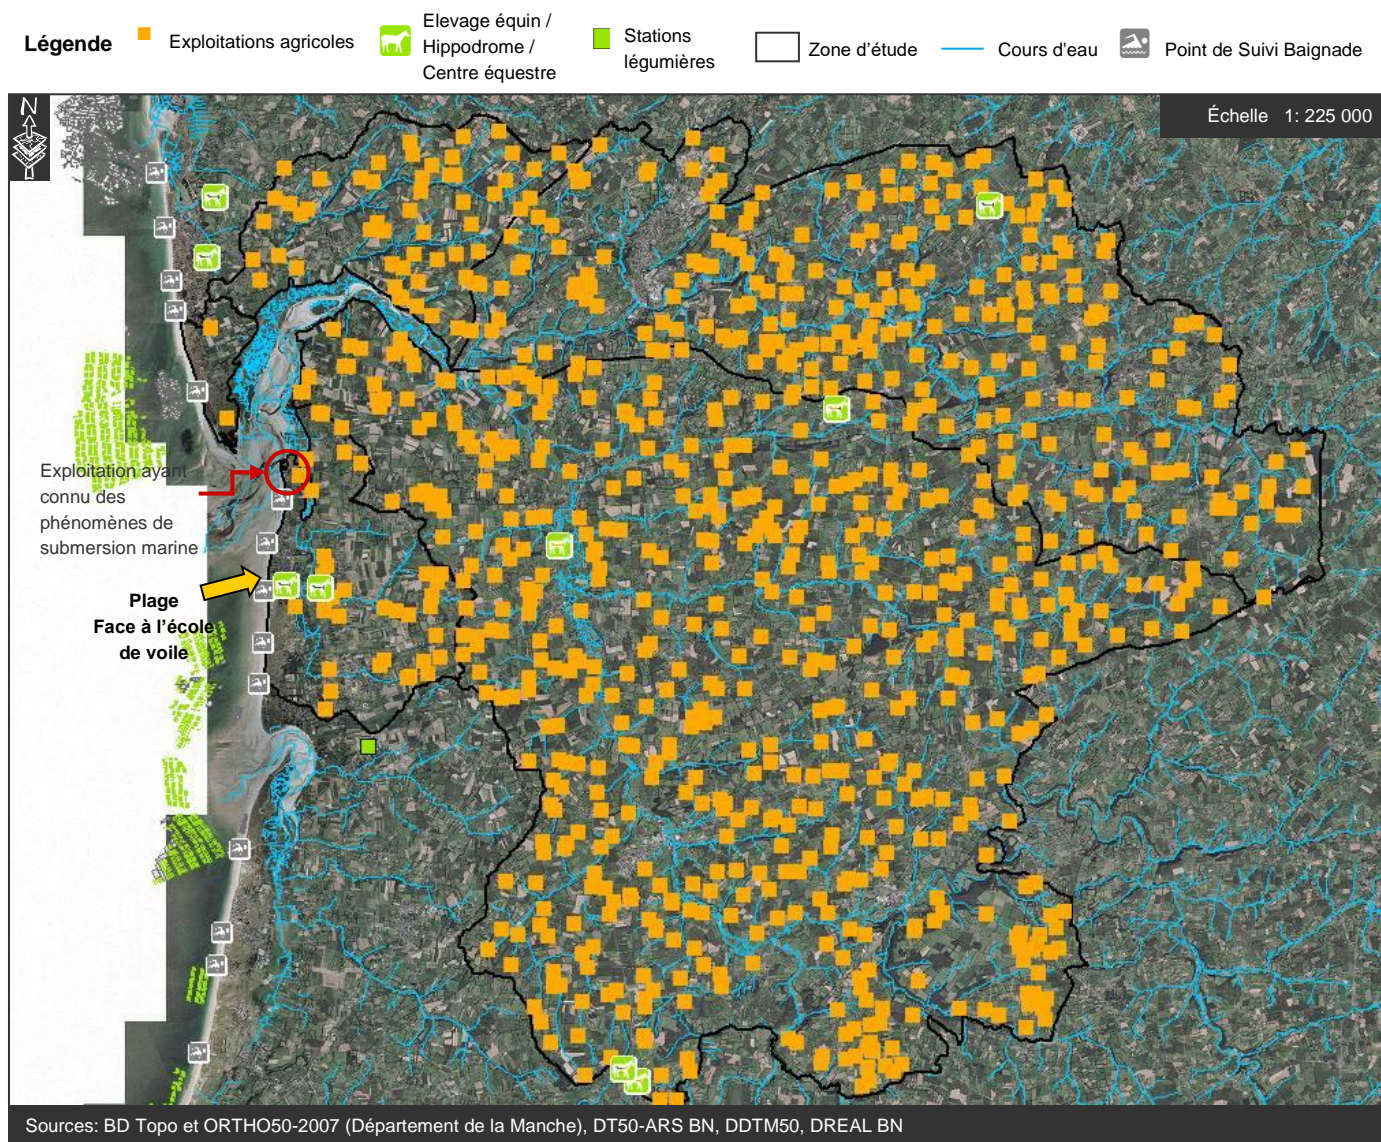 Légende
Exploitations agricoles
Elevage équin /
Hippodrome /
Centre équestre
Stations
légumières
Zone d'étude
Cours d'eau
Point de Suivi Baignade
N
Échelle 1: 225 000
Exploitation ayant
connu des
phénomènes de
submersion marine
Plage
Face à l'école
de voile
Sources: BD Topo et ORTHO50-2007 (Département de la Manche), DT50-ARS BN, DDTM50, DREAL BN